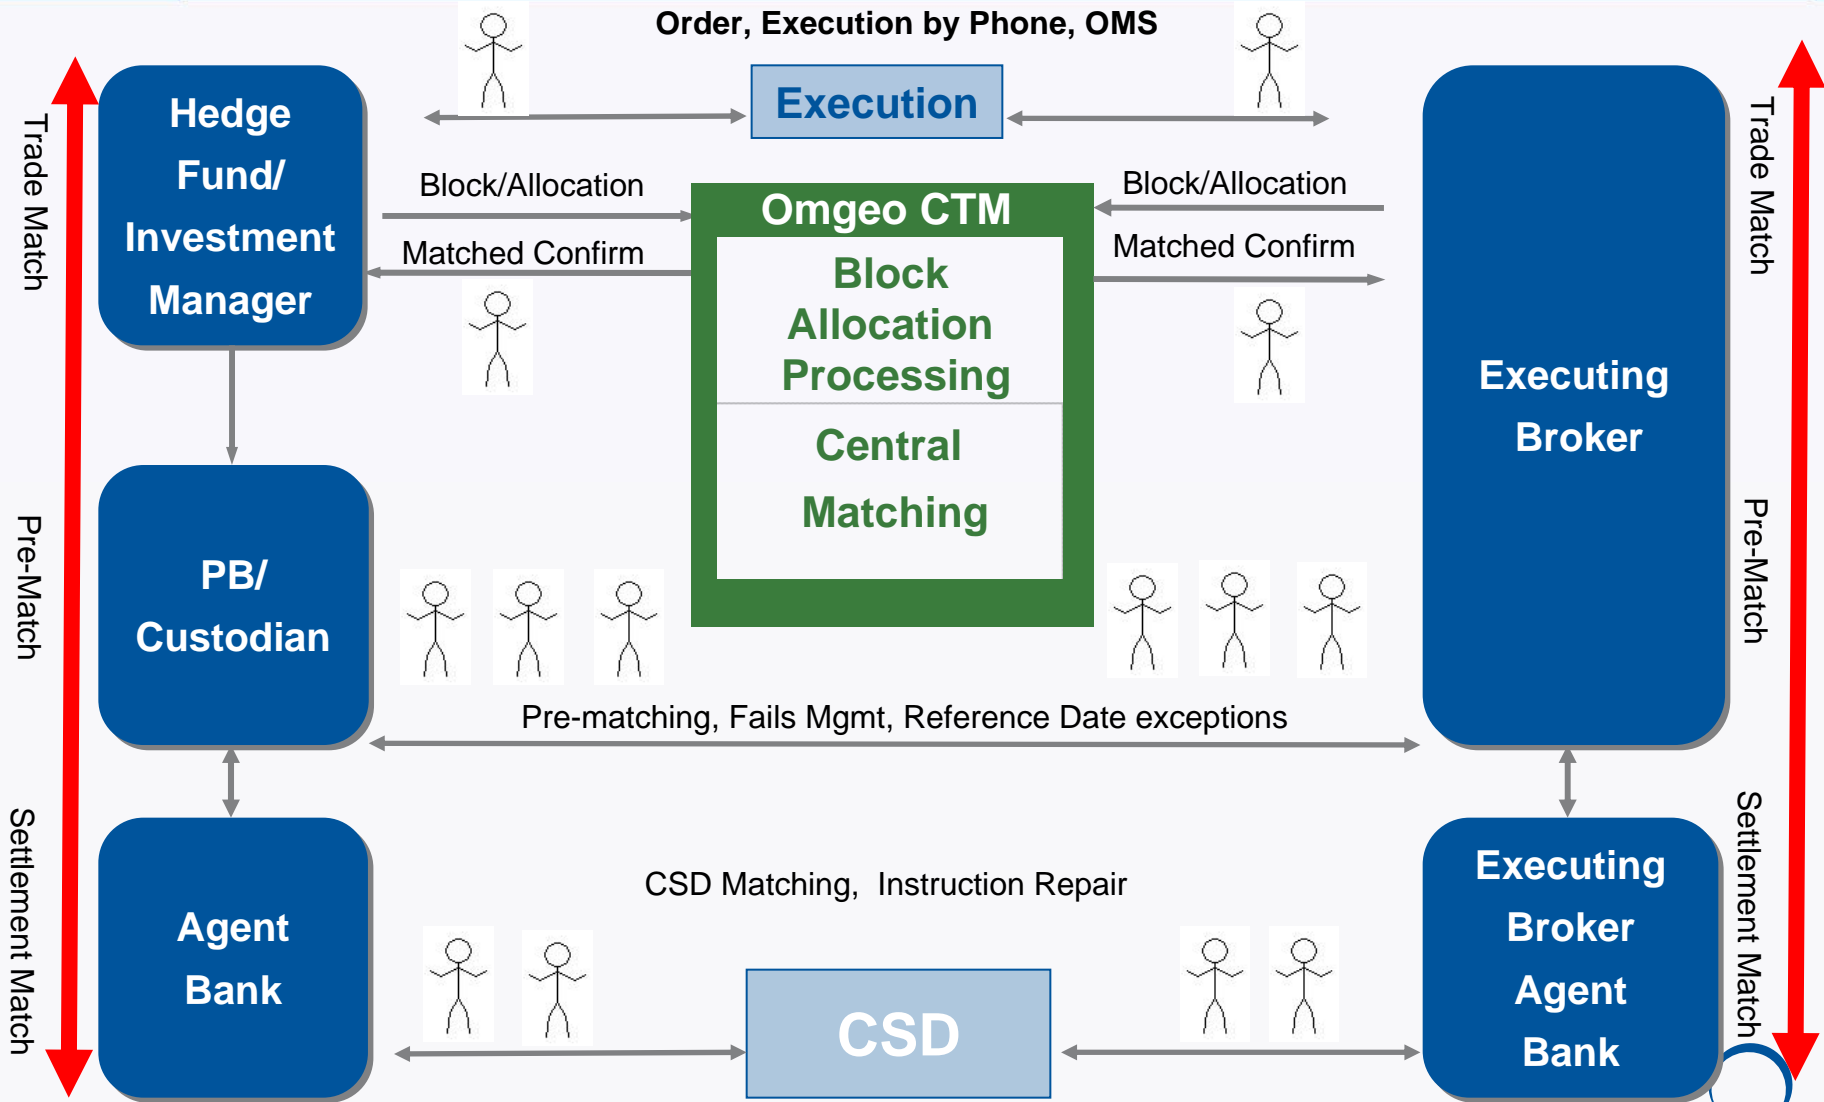 Order, Execution by Phone, OMS
Hedge
Fund/
Investment
Manager
Execution
Trade Match
Trade Match
Block/Allocation
Block/Allocation
Omgeo CTM
Matched Confirm
Matched Confirm
Block
Allocation
Processing
Central
Matching
Executing
Broker
Pre-Match
Pre-Match
PB/
Custodian
Pre-matching, Fails Mgmt, Reference Date exceptions
Settlement Match
Settlement Match
CSD Matching,  Instruction Repair
Agent
Bank
CSD
Executing
Broker
Agent
Bank